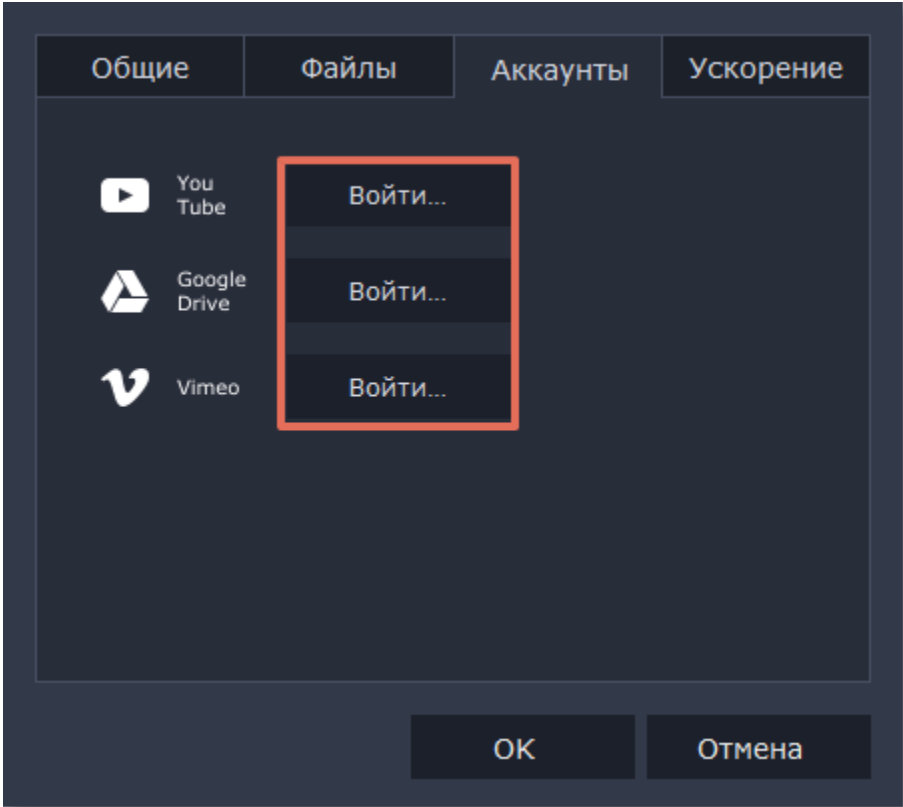 Общие Файлы Аккаунты Ускорение
You
Tube
Войти...
Google
Drive
Войти...
Vimeo
Войти...
OK Отмена